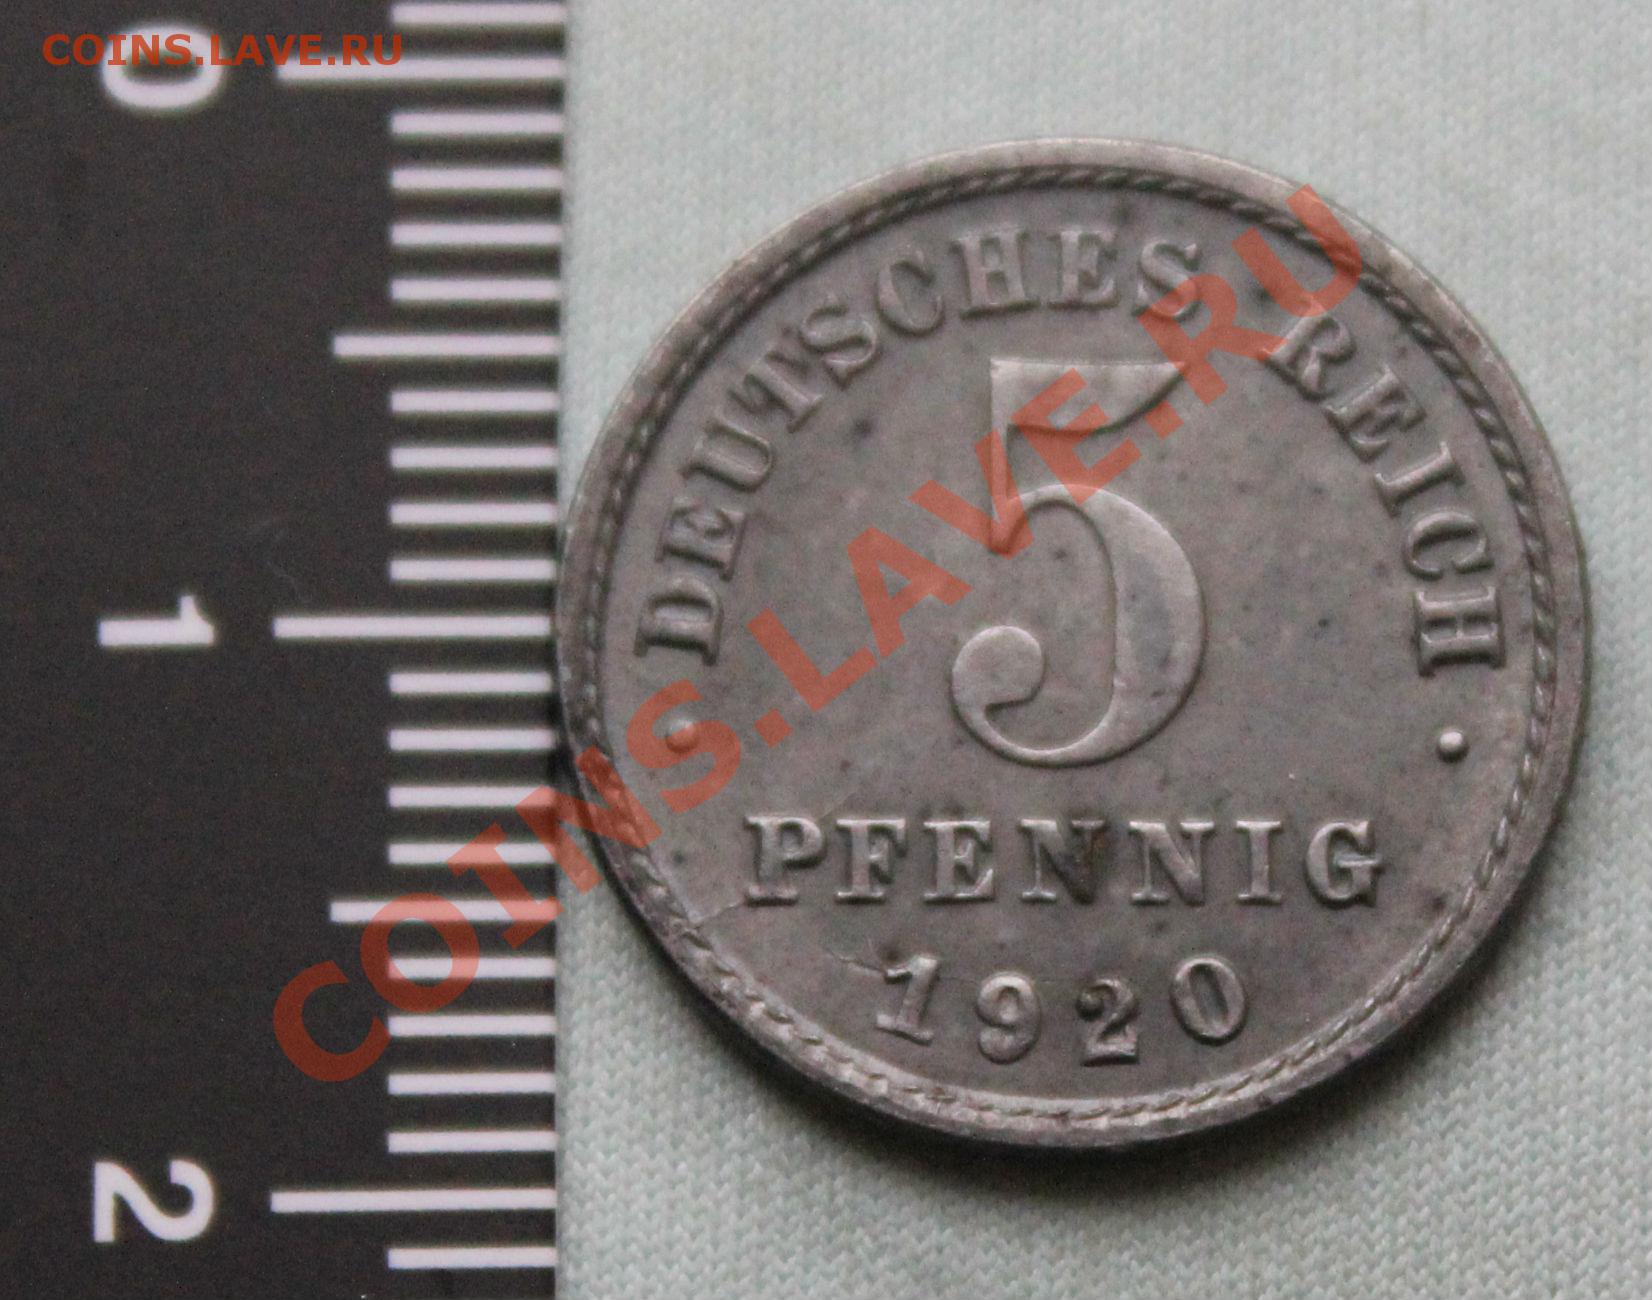 COINS.LAVE.RU
0
1
2
DEUTSCHES REICH
5
PFENNIG
1920
COINS.LAVE.RU